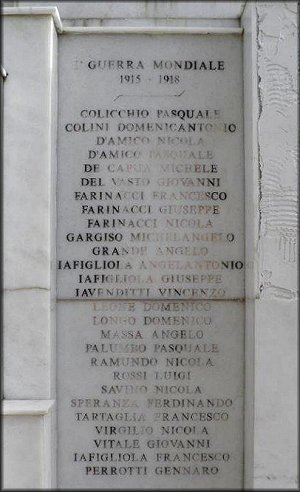 I° GUERRA MONDIALE
1915 - 1918
COLICCHIO PASQUALE
COLINI DOMENICANTONIO
D'AMICO NICOLA
D'AMICO PASQUALE
DE CAPUA MICHELE
DEL VASTO GIOVANNI
FARINACCI FRANCESCO
FARINACCI GIUSEPPE
FARINACCI NICOLA
GARGISO MICHELANGELO
GRANDE ANGELO
IAFIGLIOLA ANGELANTONIO
IAFIGLIOLA GIUSEPPE
IAVENDETTI VINCENZO
LEONE DOMENICO
LONGO DOMENICO
MASSA ANGELO
PALUMBO PASQUALE
RAMUNDO NICOLA
ROSSI LUIGI
SAVINO NICOLA
SPERANZA FERDINANDO
TARTAGLIA FRANCESCO
VIRGILIO NICOLA
VITALE GIOVANNI
IAFIGLIOLA FRANCESCO
PERROTTI GENNARO